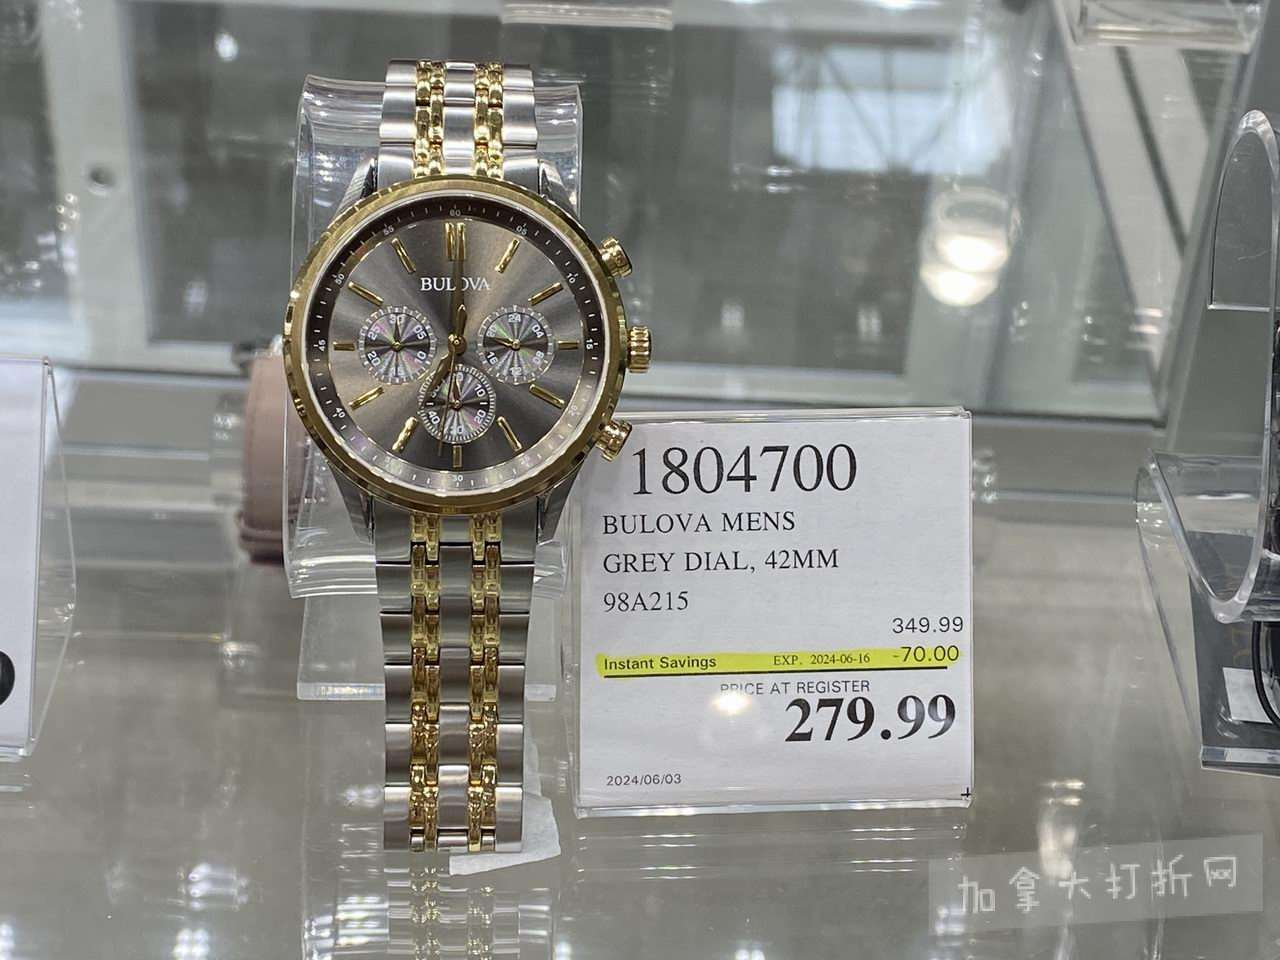 BULOVA
1804700
BULOVA MENS
GREY DIAL, 42MM
98A215
349.99
Instant Savings EXP. 2024-06-16 -70.00
PRICE AT REGISTER
279.99
2024/06/03
加拿大打折网